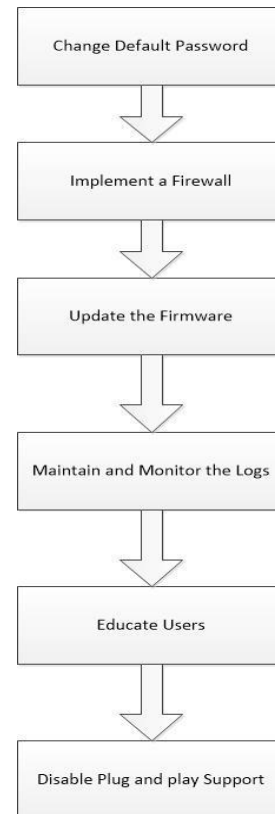 Change Default Password
Implement a Firewall
Update the Firmware
Maintain and Monitor the Logs
Educate Users
Disable Plug and play Support